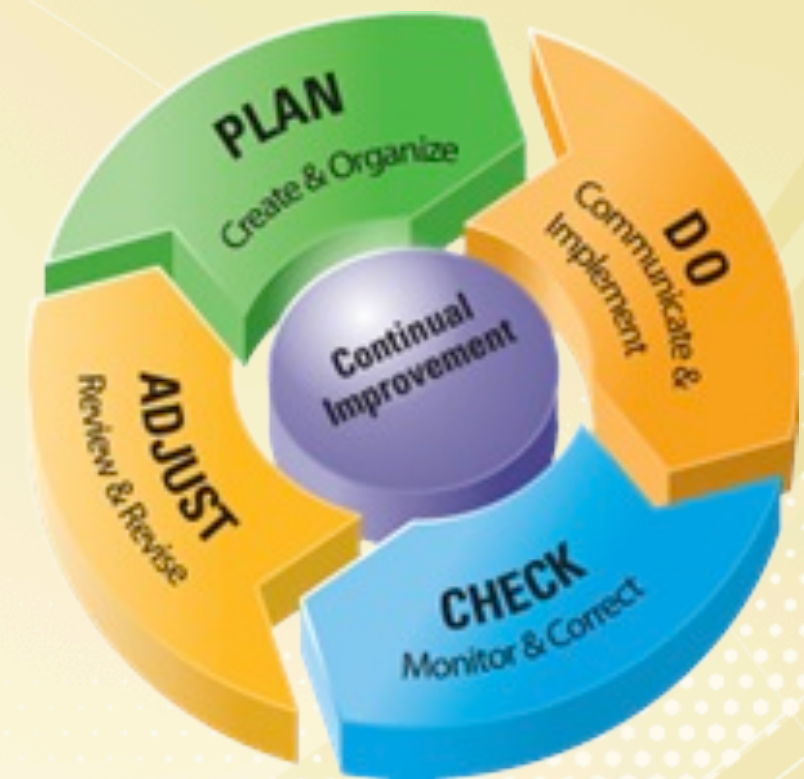 PLAN
Create & Organize
DO
Communicate &
Implement
CHECK
Monitor & Correct
ADJUST
Review & Revise
Continual
Improvement